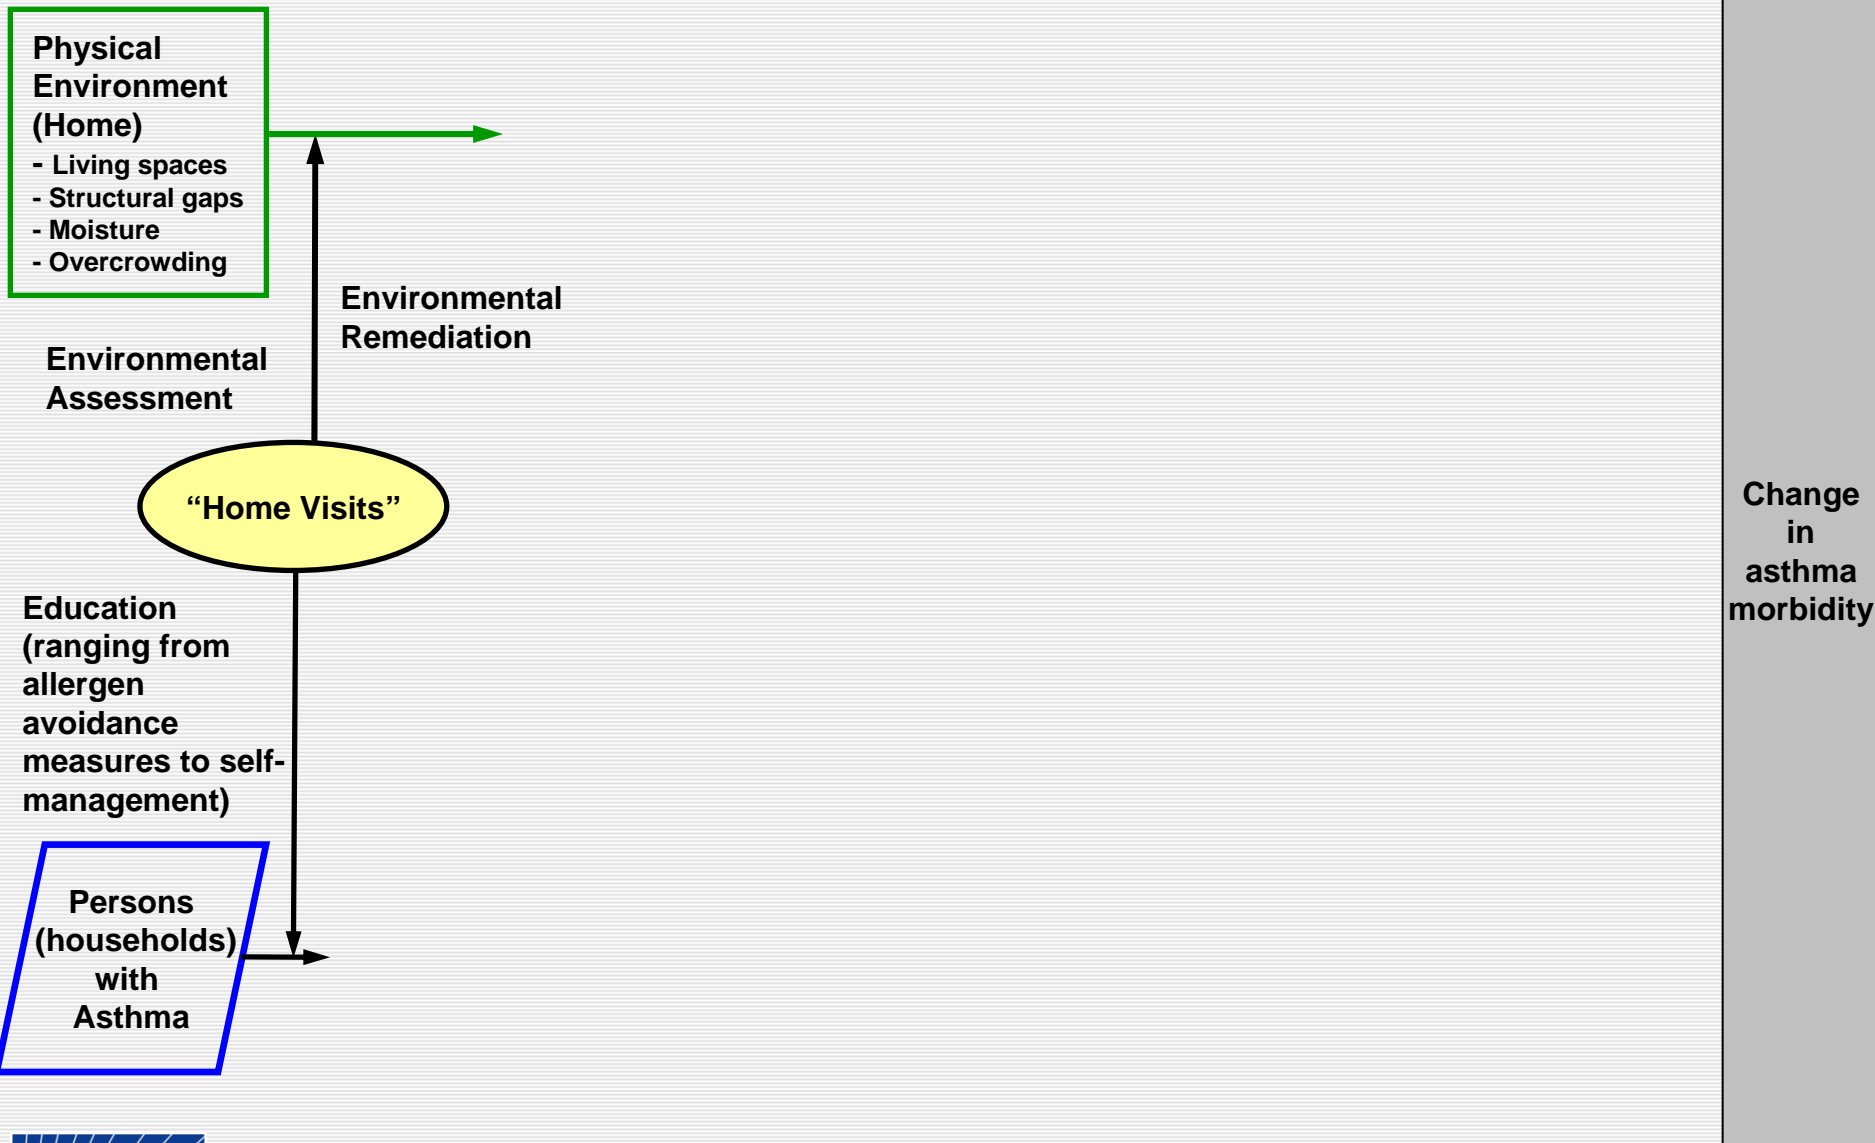 Physical
Environment
(Home)
- Living spaces
- Structural gaps
- Moisture
- Overcrowding
Environmental
Remediation
Environmental
Assessment
“Home Visits”
Education
(ranging from
allergen
avoidance
measures to self-
management)
Persons
(households)
with
Asthma
Change
in
asthma
morbidity